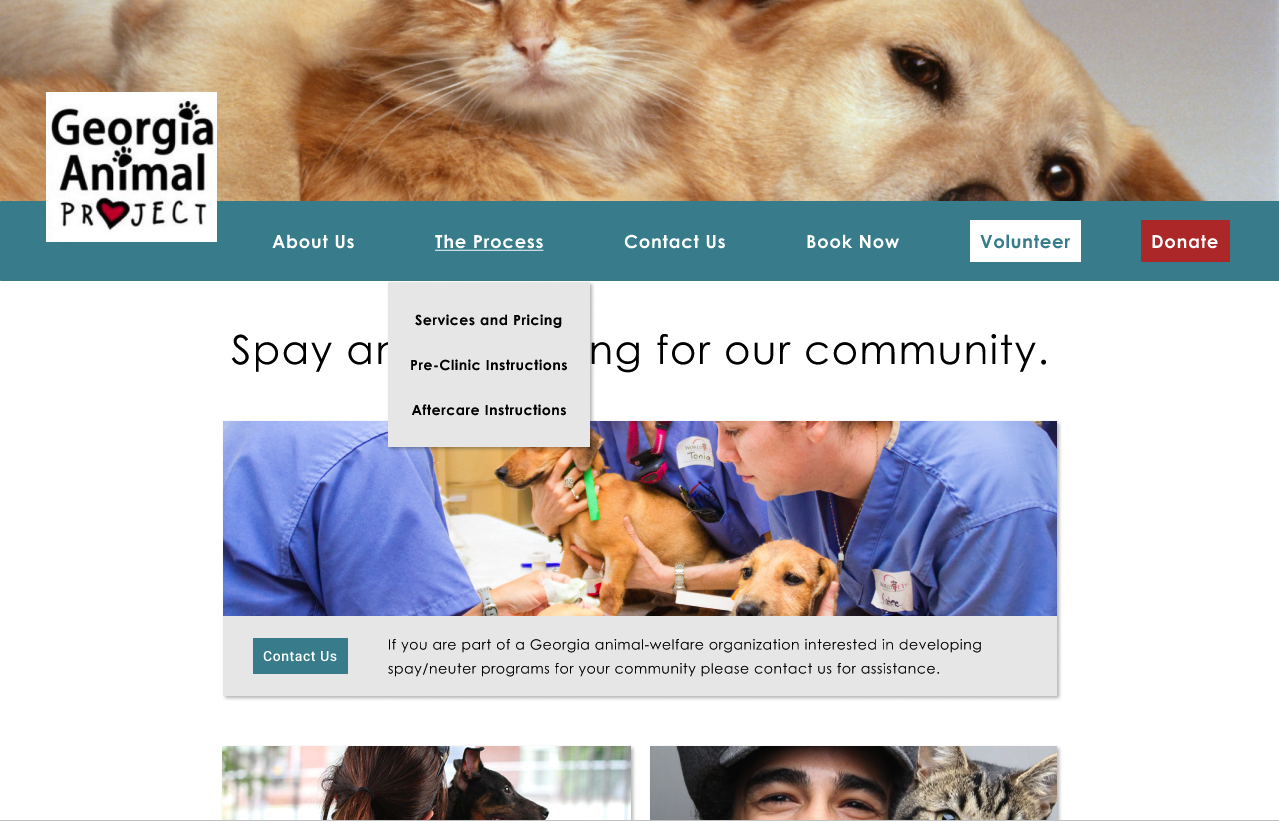 Georgia
Animal
PROJECT
About Us
The Process
Contact Us
Book Now
Volunteer
Donate
Services and Pricing
Pre-Clinic Instructions
Aftercare Instructions
Spay ng for our community.
Tonia
Contact Us
If you are part of a Georgia animal-welfare organization interested in developing
spay/neuter programs for your community please contact us for assistance.